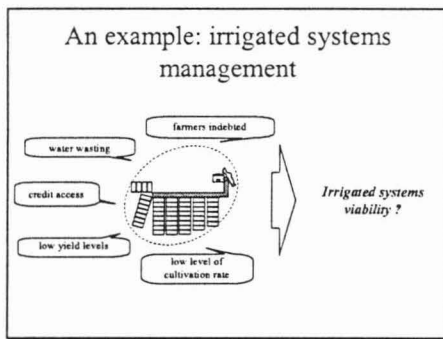 An example: irrigated systems
management
farmers indebted
water wasting
credit access
Irrigated systems
viability ?
low yield levels
low level of
cultivation rate